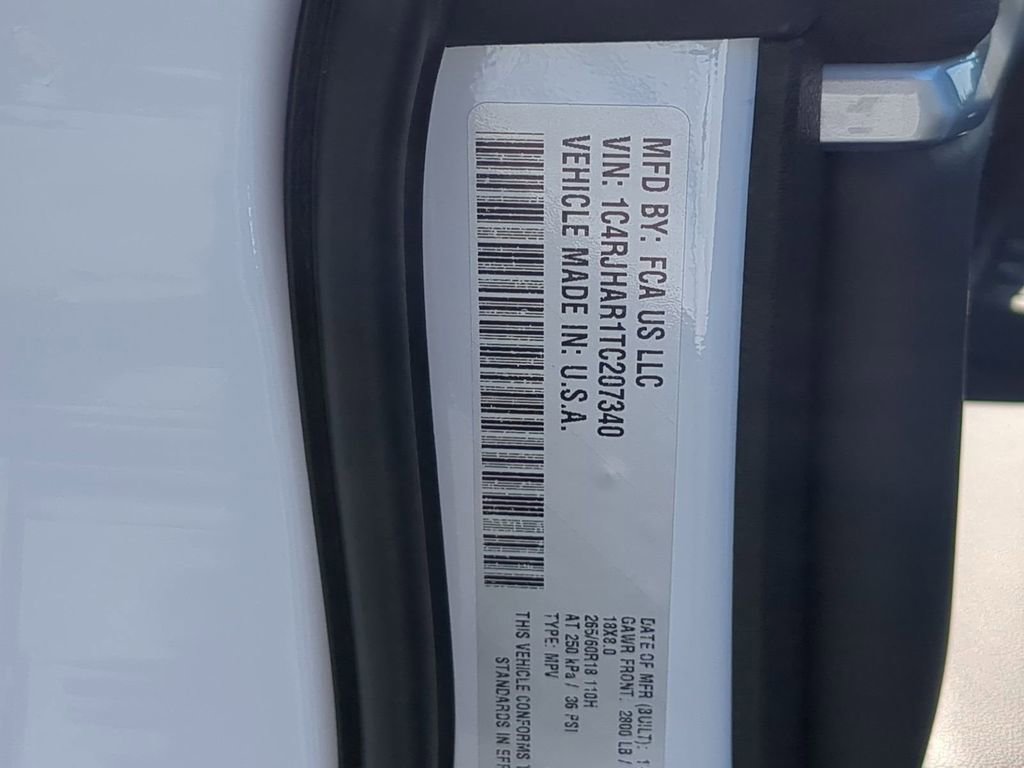 MFD BY: FCA US LLC
VIN: 1C4RJHAR1TC207340
VEHICLE MADE IN: U.S.A.
DATE OF MFR (BUILT): 1
GAWR FRONT. 2800 LB /
18X8.0
265/60R18 110H
AT 250 kPa / 36 PSI
TYPE: MPV
THIS VEHICLE CONFORMS
STANDARDS IN